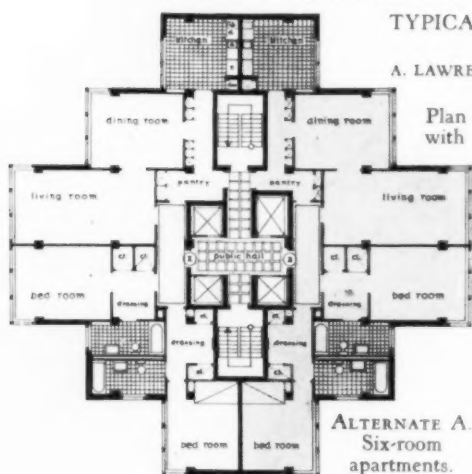 TYPICA
A. LAWRE
Plan
with
kitchen kitchen
dining room dining room
pantry pantry
living room living room
public hall
cl. cl. cl. cl.
bed room bed room
dressing dressing
cl. cl.
dressing dressing
cl. cl.
bed room bed room
ALTERNATE A.
Six-room
apartments.